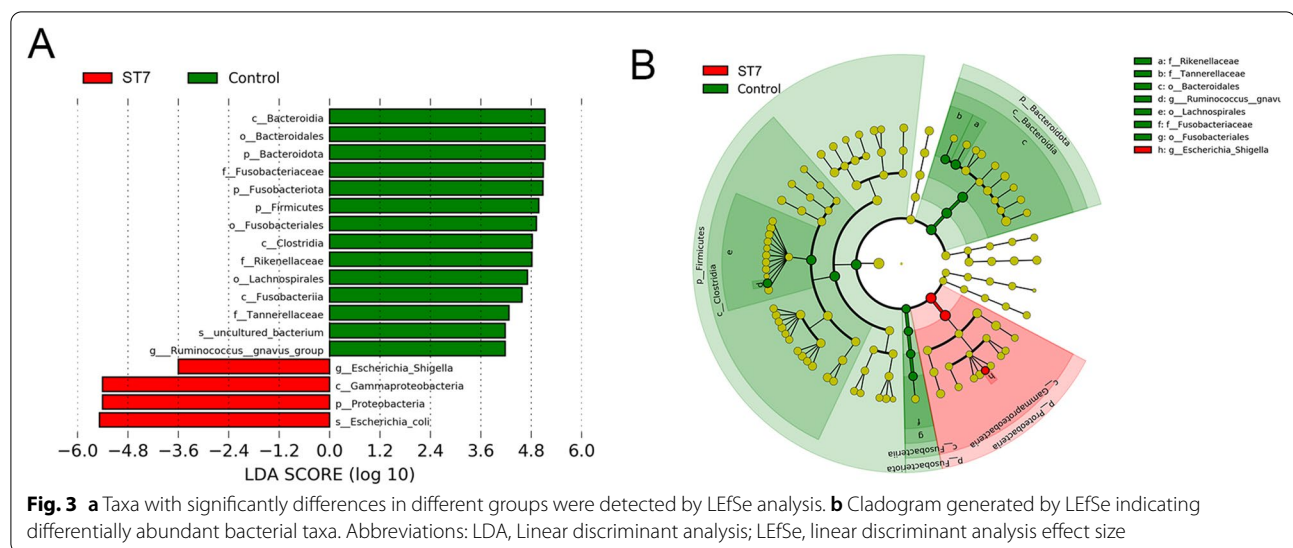 A
ST7
Control
c__Bacteroidia
o__Bacteroidales
p__Bacteroidota
f__Fusobacteriaceae
p__Fusobacteriota
p__Firmicutes
o__Fusobacteriales
c__Clostridia
f__Rikenellaceae
o__Lachnospirales
c__Fusobacteriia
f__Tannerellaceae
s__uncultured_bacterium
g___Ruminococcus__gnavus_group
g__Escherichia_Shigella
c__Gammaproteobacteria
p__Proteobacteria
s__Escherichia_coli
−6.0 −4.8 −3.6 −2.4 −1.2 0.0 1.2 2.4 3.6 4.8 6.0
LDA SCORE (log 10)
B
ST7
Control
p__Bacteroidota
c__Bacteroidia
c
b
a
p__Firmicutes
c__Clostridia
e
d
f
g
c__Fusobacteriia
p__Fusobacteriota
h
c__Gammaproteobacteria
p__Proteobacteria
a: f__Rikenellaceae
b: f__Tannerellaceae
c: o__Bacteroidales
d: g___Ruminococcus__gnavu
e: o__Lachnospirales
f: f__Fusobacteriaceae
g: o__Fusobacteriales
h: g__Escherichia_Shigella
Fig. 3 a Taxa with significantly differences in different groups were detected by LEfSe analysis. b Cladogram generated by LEfSe indicating
differentially abundant bacterial taxa. Abbreviations: LDA, Linear discriminant analysis; LEfSe, linear discriminant analysis effect size